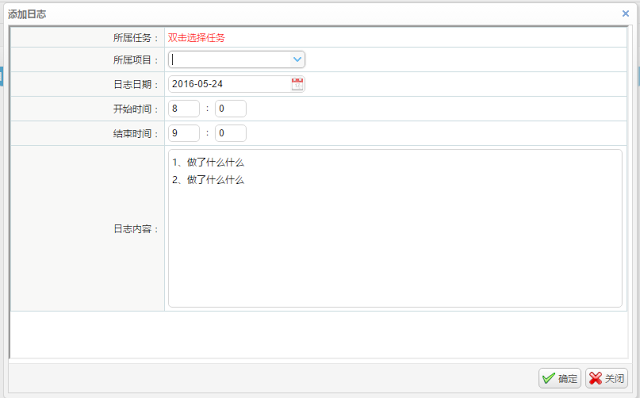 添加日志
所属任务： 双击选择任务
所属项目：
日志日期： 2016-05-24
开始时间： 8 : 0
结束时间： 9 : 0
日志内容：
1、做了什么什么
2、做了什么什么
确定 关闭